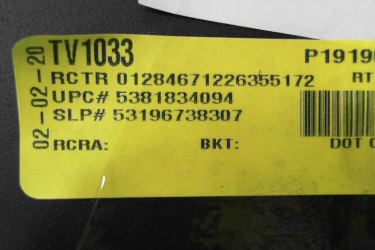 02-02-20
TV1033 P1919
RCTR 01284671226355172 RT
UPC# 5381834094
SLP# 53196738307
RCRA: BKT: DOT